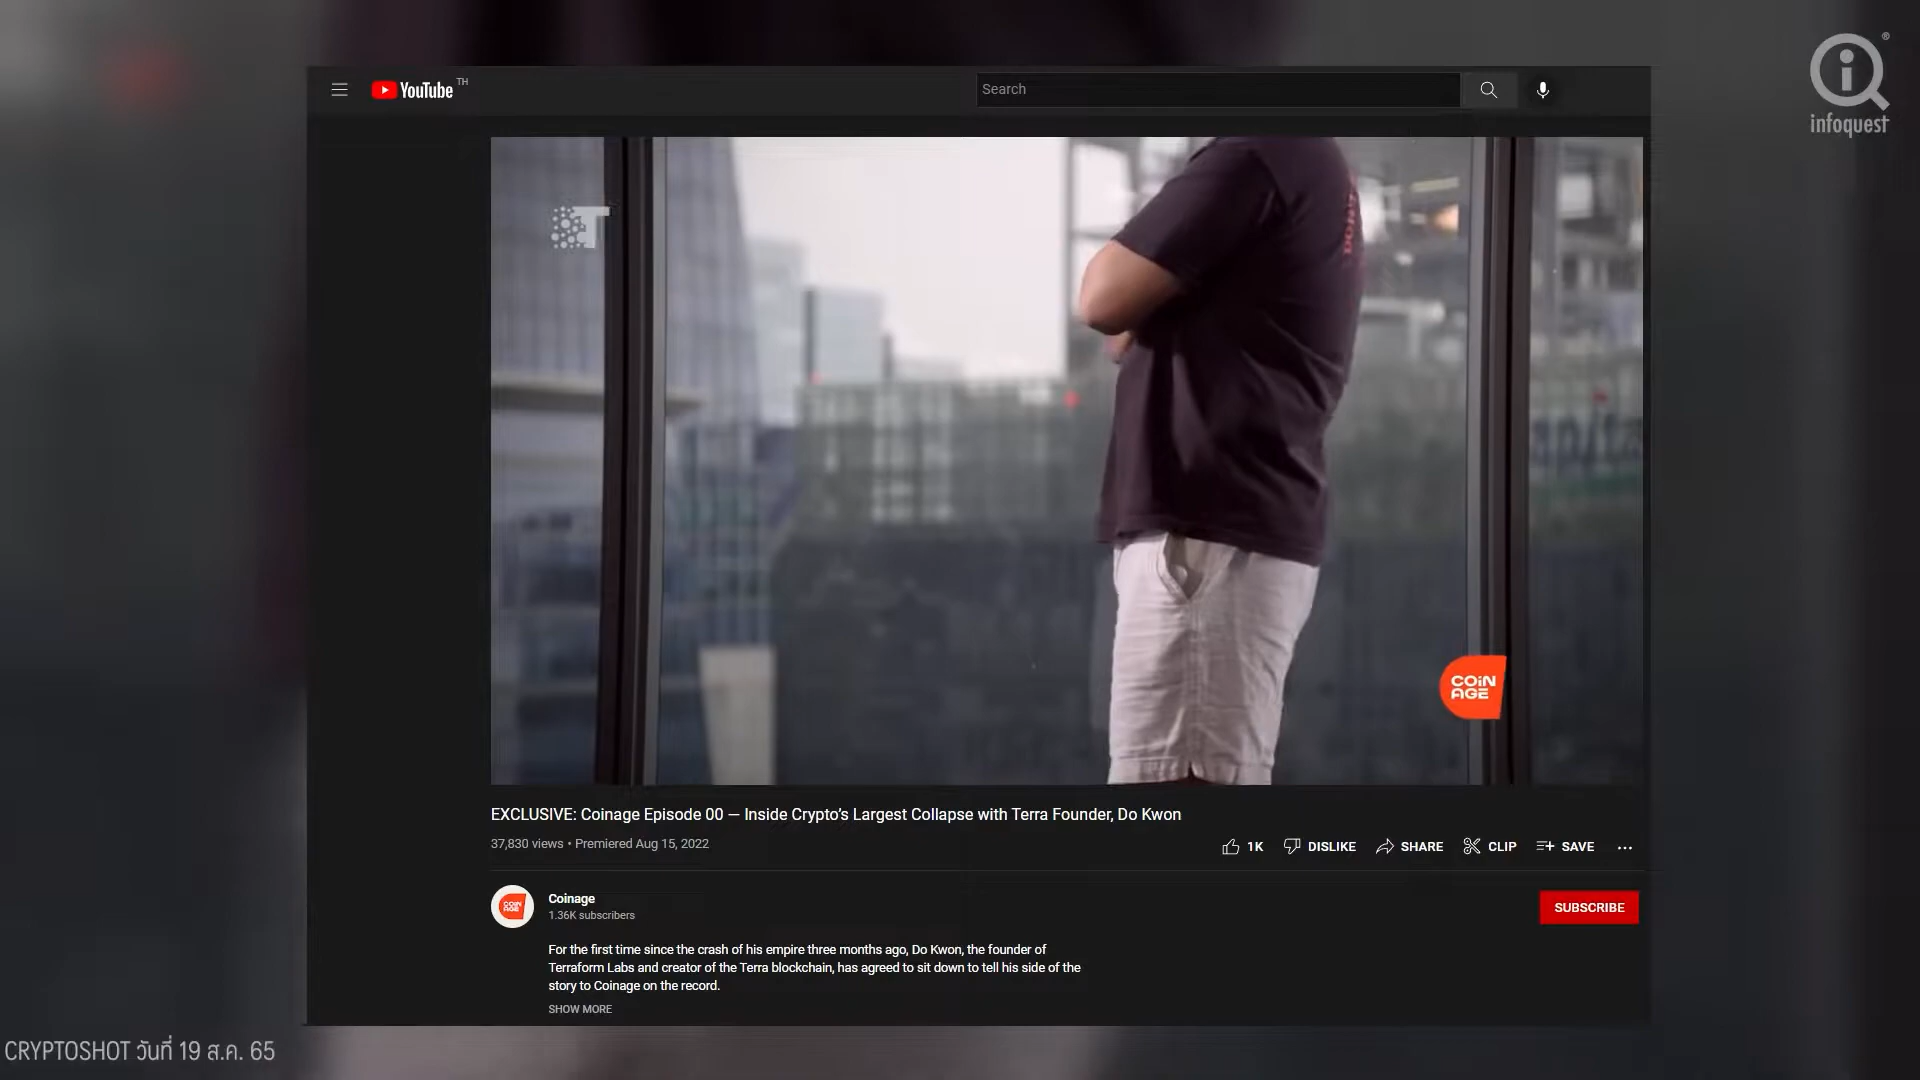 infoquest
YouTube TH
Search
COiN
AGE
EXCLUSIVE: Coinage Episode 00 — Inside Crypto's Largest Collapse with Terra Founder, Do Kwon
37,830 views • Premiered Aug 15, 2022
1K DISLIKE SHARE CLIP SAVE
COiN
AGE
Coinage
1.36K subscribers
SUBSCRIBE
For the first time since the crash of his empire three months ago, Do Kwon, the founder of
Terraform Labs and creator of the Terra blockchain, has agreed to sit down to tell his side of the
story to Coinage on the record.
SHOW MORE
CRYPTOSHOT วันที่ 19 ส.ค. 65